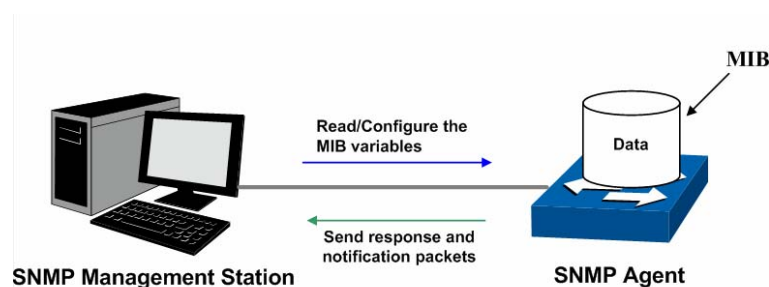 MIB
Read/Configure the
MIB variables
Data
Send response and
notification packets
SNMP Management Station
SNMP Agent